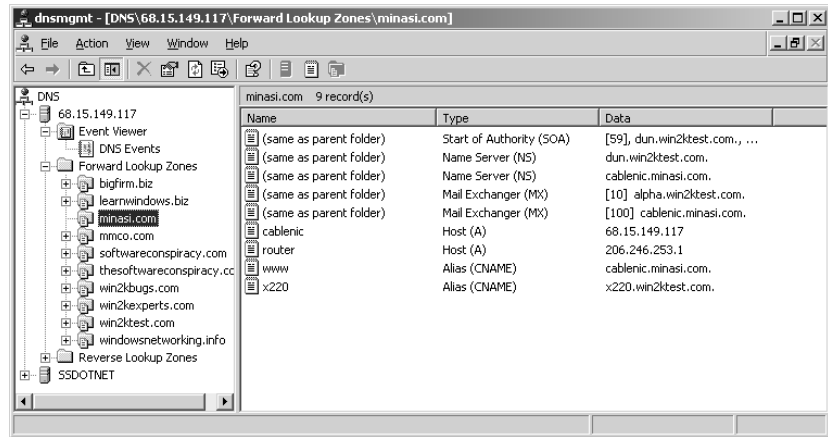 dnsmgmt - [DNS\68.15.149.117\Forward Lookup Zones\minasi.com]
File Action View Window Help
DNS
68.15.149.117
Event Viewer
DNS Events
Forward Lookup Zones
bigfirm.biz
learnwindows.biz
minasi.com
mmco.com
softwareconspiracy.com
thesoftwareconspiracy.cc
win2kbugs.com
win2kexperts.com
win2ktest.com
windowsnetworking.info
Reverse Lookup Zones
SSDOTNET
minasi.com 9 record(s)
Name Type Data
(same as parent folder) Start of Authority (SOA) [59], dun.win2ktest.com., ...
(same as parent folder) Name Server (NS) dun.win2ktest.com.
(same as parent folder) Name Server (NS) cablenic.minasi.com.
(same as parent folder) Mail Exchanger (MX) [10] alpha.win2ktest.com.
(same as parent folder) Mail Exchanger (MX) [100] cablenic.minasi.com.
cablenic Host (A) 68.15.149.117
router Host (A) 206.246.253.1
www Alias (CNAME) cablenic.minasi.com.
x220 Alias (CNAME) x220.win2ktest.com.